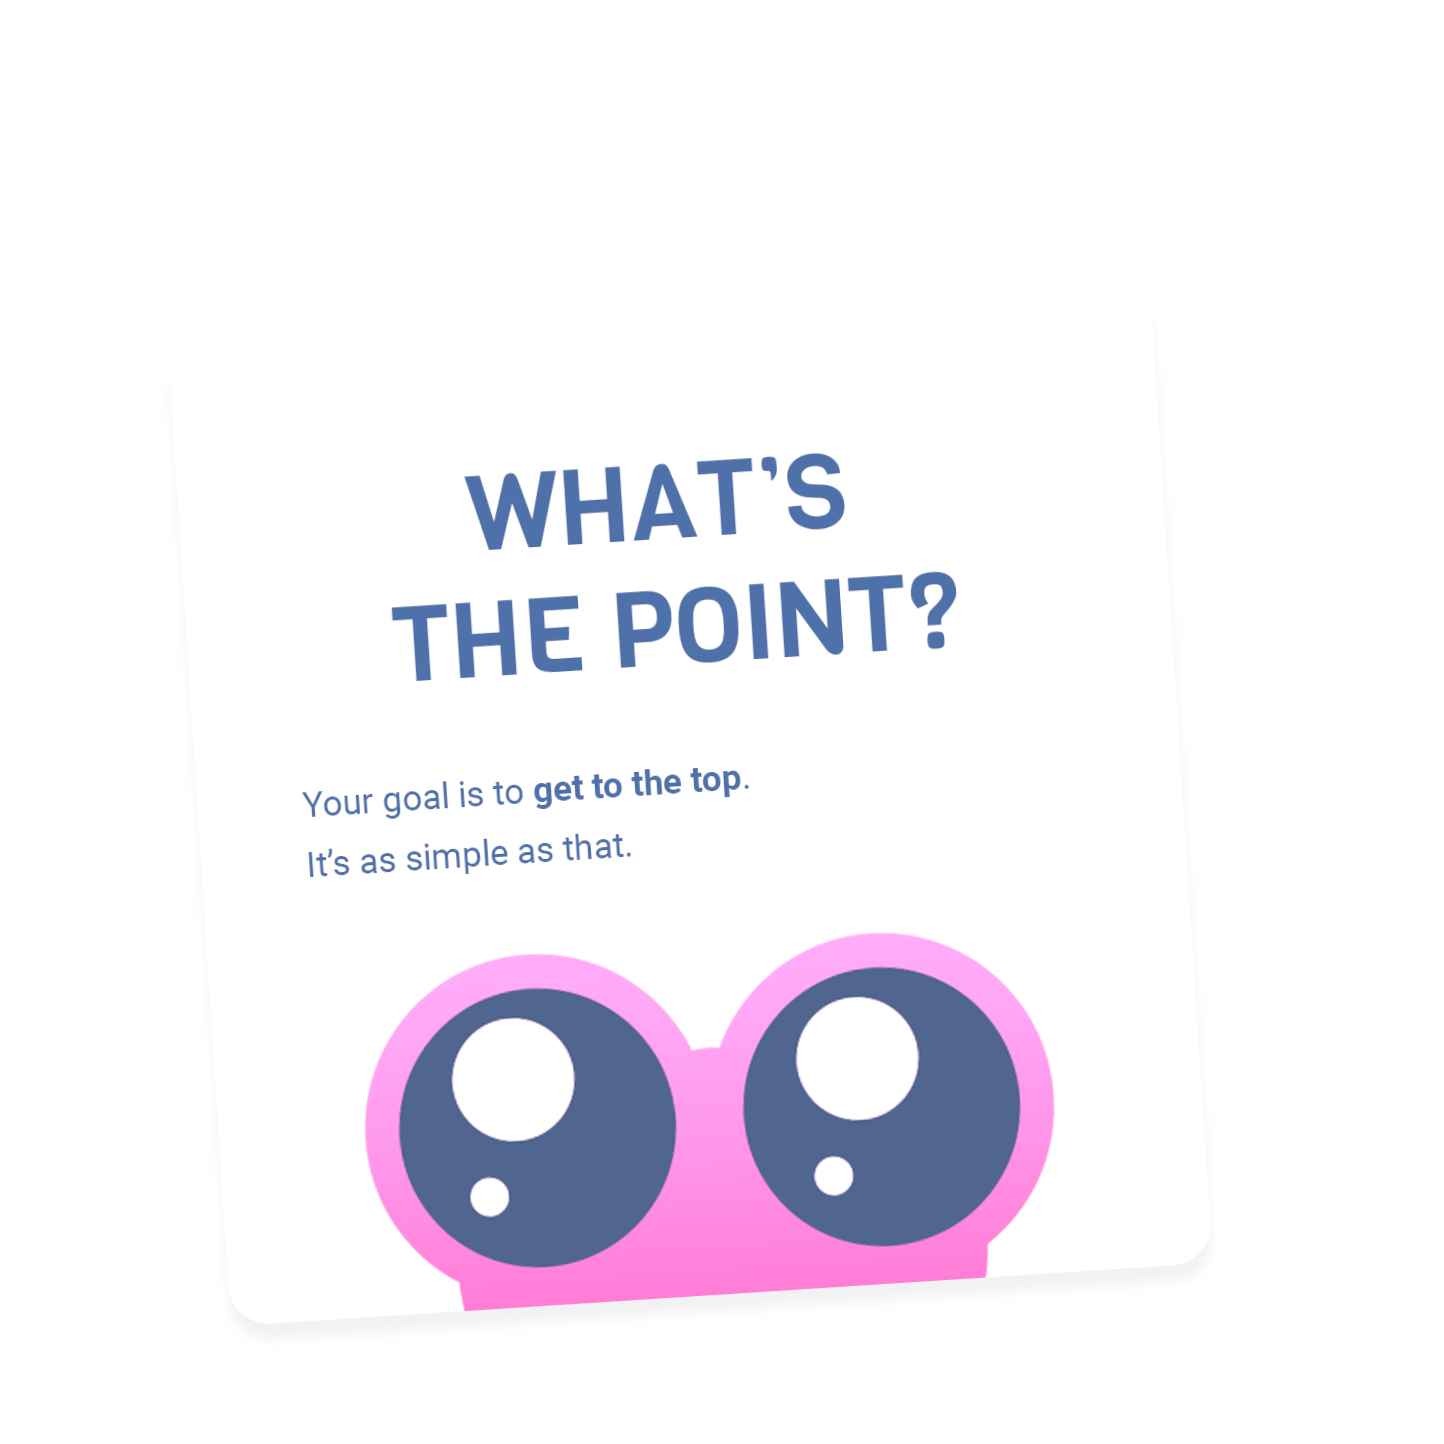 WHAT’S
THE POINT?
Your goal is to get to the top.
It’s as simple as that.